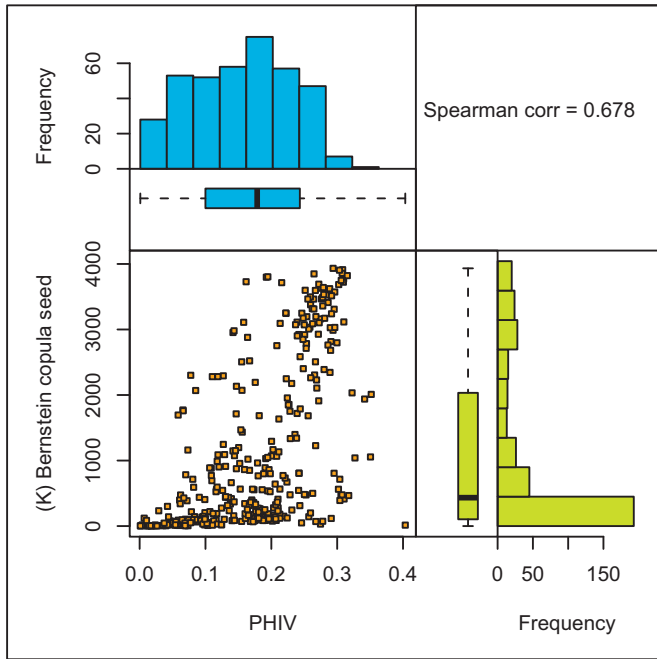 Frequency
60
20
0
Spearman corr = 0.678
(K) Bernstein copula seed
4000
3000
2000
1000
0
0.0 0.1 0.2 0.3 0.4
PHIV
0 50 150
Frequency